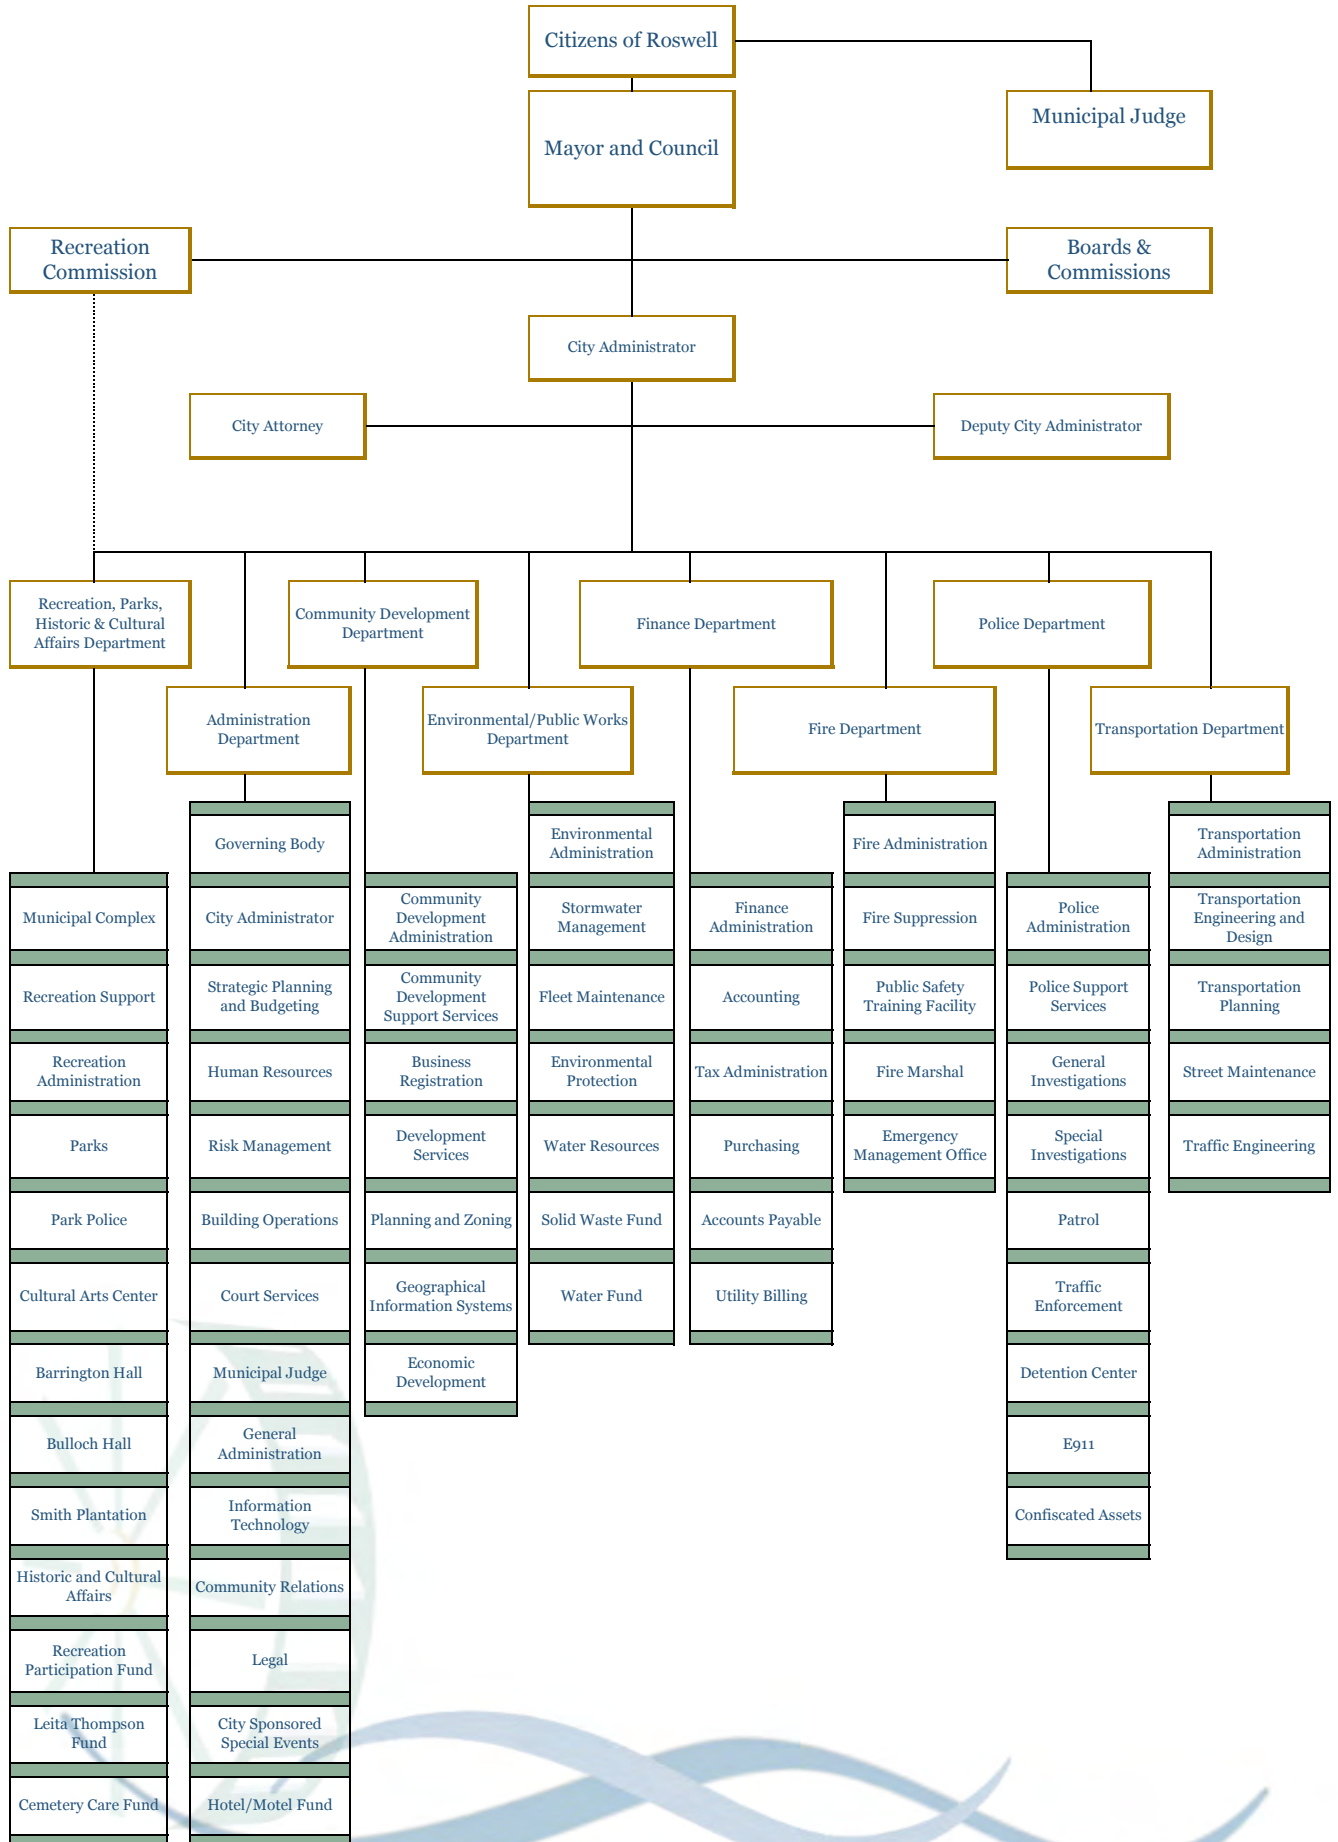 Citizens of Roswell
Municipal Judge
Mayor and Council
Recreation
Commission
Boards &
Commissions
City Administrator
City Attorney
Deputy City Administrator
Recreation, Parks,
Historic & Cultural
Affairs Department
Community Development
Department
Finance Department
Police Department
Administration
Department
Environmental/Public Works
Department
Fire Department
Transportation Department
Municipal Complex
Recreation Support
Recreation
Administration
Parks
Park Police
Cultural Arts Center
Barrington Hall
Bulloch Hall
Smith Plantation
Historic and Cultural
Affairs
Recreation
Participation Fund
Leita Thompson
Fund
Cemetery Care Fund
Governing Body
City Administrator
Strategic Planning
and Budgeting
Human Resources
Risk Management
Building Operations
Court Services
Municipal Judge
General
Administration
Information
Technology
Community Relations
Legal
City Sponsored
Special Events
Hotel/Motel Fund
Community
Development
Administration
Community
Development
Support Services
Business
Registration
Development
Services
Planning and Zoning
Geographical
Information Systems
Economic
Development
Environmental
Administration
Stormwater
Management
Fleet Maintenance
Environmental
Protection
Water Resources
Solid Waste Fund
Water Fund
Finance
Administration
Accounting
Tax Administration
Purchasing
Accounts Payable
Utility Billing
Fire Administration
Fire Suppression
Public Safety
Training Facility
Fire Marshal
Emergency
Management Office
Police
Administration
Police Support
Services
General
Investigations
Special
Investigations
Patrol
Traffic
Enforcement
Detention Center
E911
Confiscated Assets
Transportation
Administration
Transportation
Engineering and
Design
Transportation
Planning
Street Maintenance
Traffic Engineering